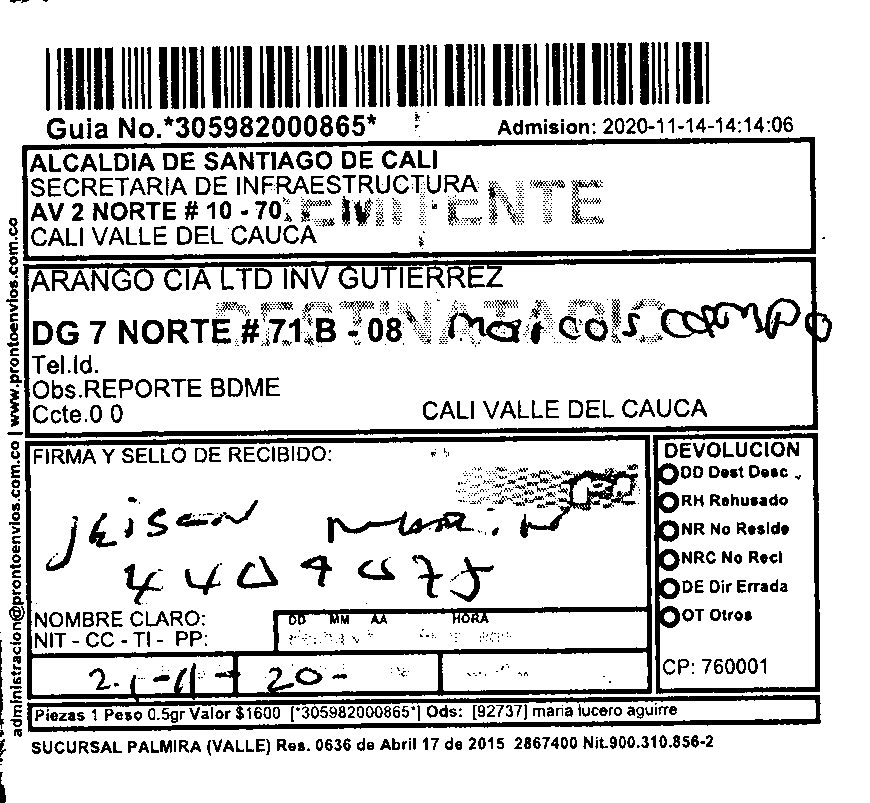 Guia No.*305982000865*
Admision: 2020-11-14-14:14:06
ALCALDIA DE SANTIAGO DE CALI
SECRETARIA DE INFRAESTRUCTURA
AV 2 NORTE # 10 - 70
CALI VALLE DEL CAUCA
ARANGO CIA LTD INV GUTIERREZ
DESTINATARIO
DG 7 NORTE # 71 B - 08 marcos campo
Tel.Id.
Obs.REPORTE BDME
Ccte.0 0
CALI VALLE DEL CAUCA
administracion@prontoenvios.com.co | www.prontoenvios.com.co
FIRMA Y SELLO DE RECIBIDO:
JEISON
NOMBRE CLARO:
NIT - CC - TI - PP:
DD MM AA HORA
2.1-11-20-
DEVOLUCION
DD Dest Desc
RH Rehusado
NR No Reside
NRC No Recl
DE Dir Errada
OT Otros
CP: 760001
Piezas 1 Peso 0.5gr Valor $1600 [*305982000865*] Ods: [92737] maria lucero aguirre
SUCURSAL PALMIRA (VALLE) Res. 0636 de Abril 17 de 2015 2867400 Nit.900.310.856-2